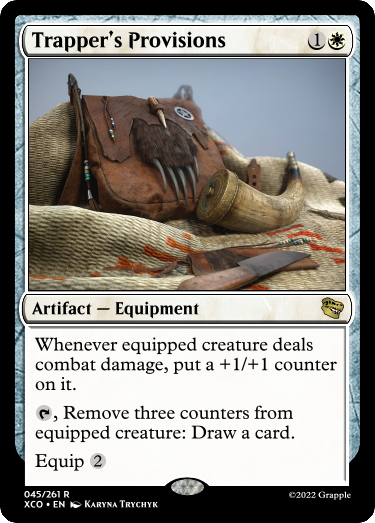 Trapper's Provisions 1
Artifact — Equipment
Whenever equipped creature deals
combat damage, put a +1/+1 counter
on it.
, Remove three counters from
equipped creature: Draw a card.
Equip 2
045/261 R
XCO • EN Karyna Trychyk
©2022 Grapple